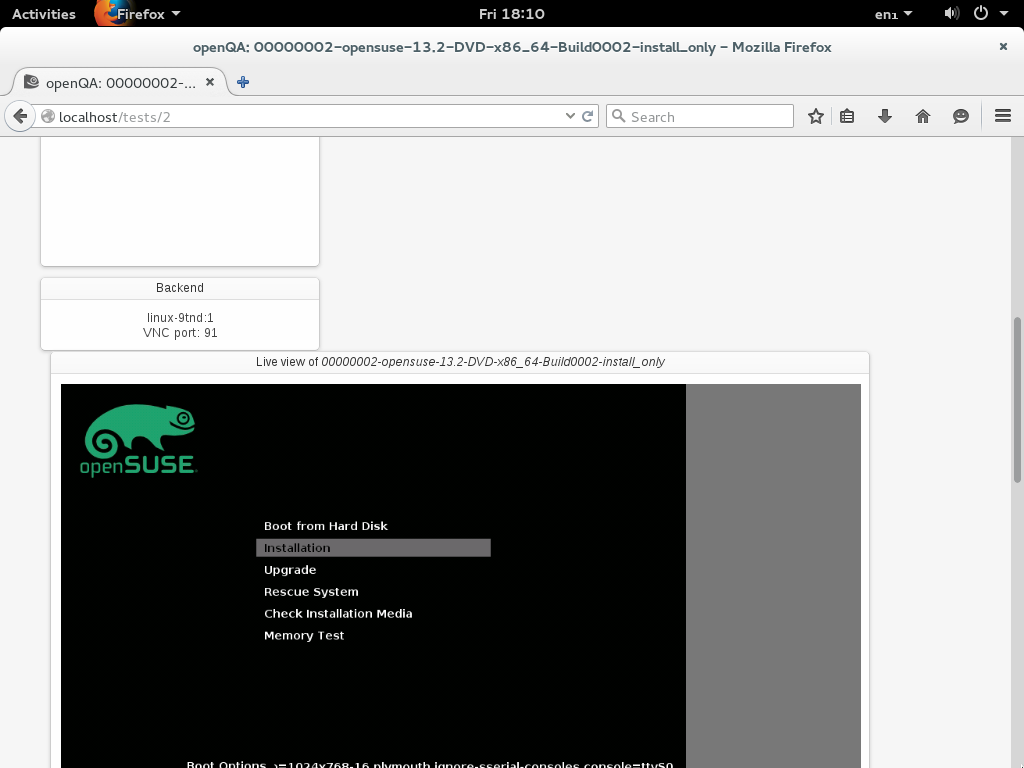 Activities Firefox Fri 18:10 en₁
openQA: 00000002-opensuse-13.2-DVD-x86_64-Build0002-install_only - Mozilla Firefox
openQA: 00000002-...
localhost/tests/2 Search
Backend
linux-9tnd:1
VNC port: 91
Live view of 00000002-opensuse-13.2-DVD-x86_64-Build0002-install_only
openSUSE
Boot from Hard Disk
Installation
Upgrade
Rescue System
Check Installation Media
Memory Test
Boot Options >=1024x768-16 plymouth.ignore-serial-consoles console=ttyS0